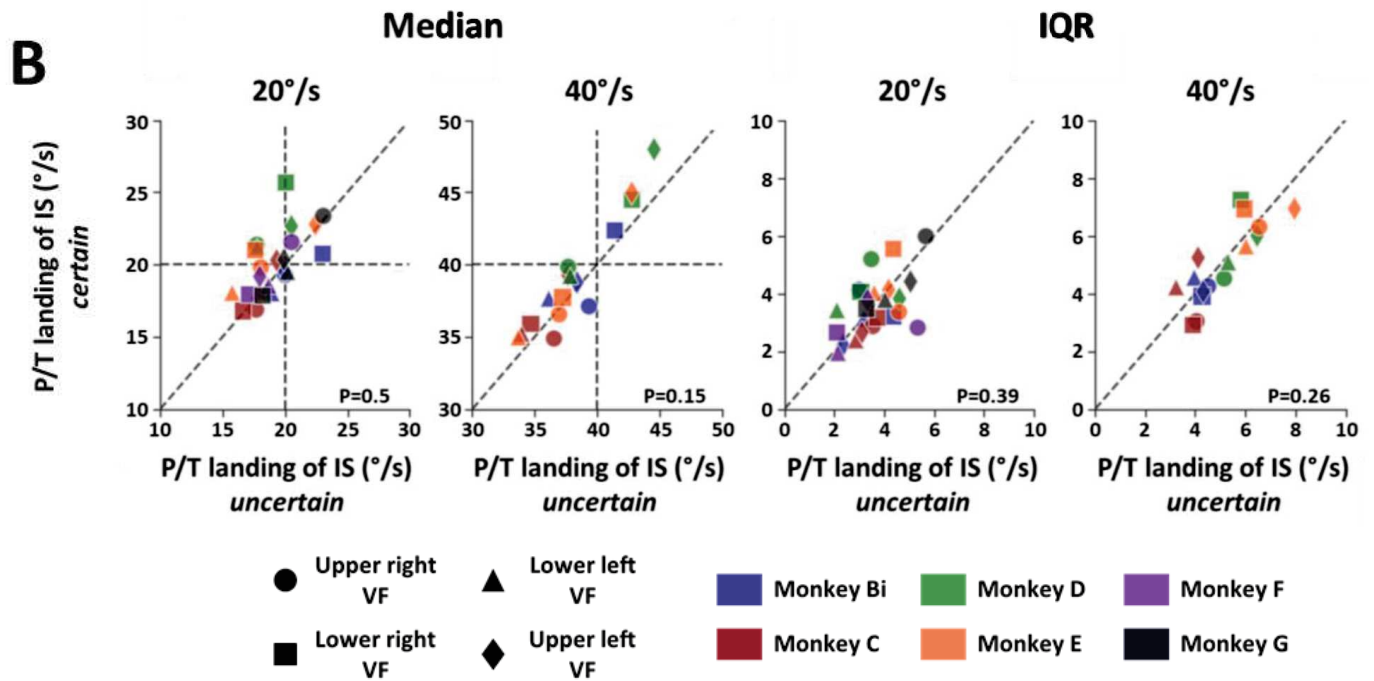 Median
IQR
B
20°/s
40°/s
20°/s
40°/s
P/T landing of IS (°/s)
certain
30
25
20
15
10
10 15 20 25 30
P=0.5
50
45
40
35
30
30 35 40 45 50
P=0.15
10
8
6
4
2
0
0 2 4 6 8 10
P=0.39
10
8
6
4
2
0
0 2 4 6 8 10
P=0.26
P/T landing of IS (°/s)
uncertain
P/T landing of IS (°/s)
uncertain
P/T landing of IS (°/s)
uncertain
P/T landing of IS (°/s)
uncertain
Upper right
VF
Lower left
VF
Lower right
VF
Upper left
VF
Monkey Bi
Monkey D
Monkey F
Monkey C
Monkey E
Monkey G